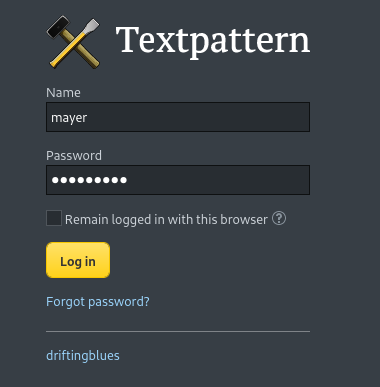 Textpattern
Name
mayer
Password
•••••••••
Remain logged in with this browser ?
Log in
Forgot password?
driftingblues